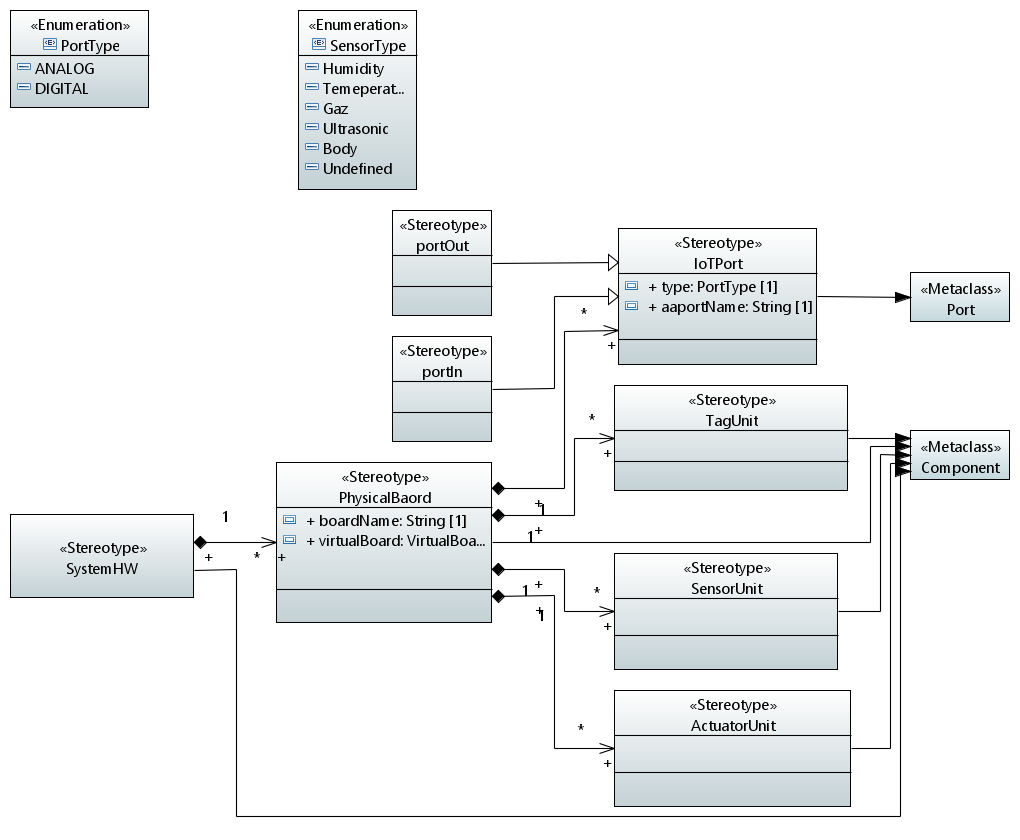 «Enumeration»
PortType
ANALOG
DIGITAL
«Enumeration»
SensorType
Humidity
Temeperat...
Gaz
Ultrasonic
Body
Undefined
«Stereotype»
portOut
«Stereotype»
IoTPort
+ type: PortType [1]
+ aaportName: String [1]
«Metaclass»
Port
*
+
«Stereotype»
portIn
«Stereotype»
TagUnit
*
+
«Metaclass»
Component
«Stereotype»
PhysicalBaord
+ boardName: String [1]
+ virtualBoard: VirtualBoa...
+
1
+
1
«Stereotype»
SystemHW
1
+
*
+
«Stereotype»
SensorUnit
+
1
*
+
+
1
«Stereotype»
ActuatorUnit
*
+